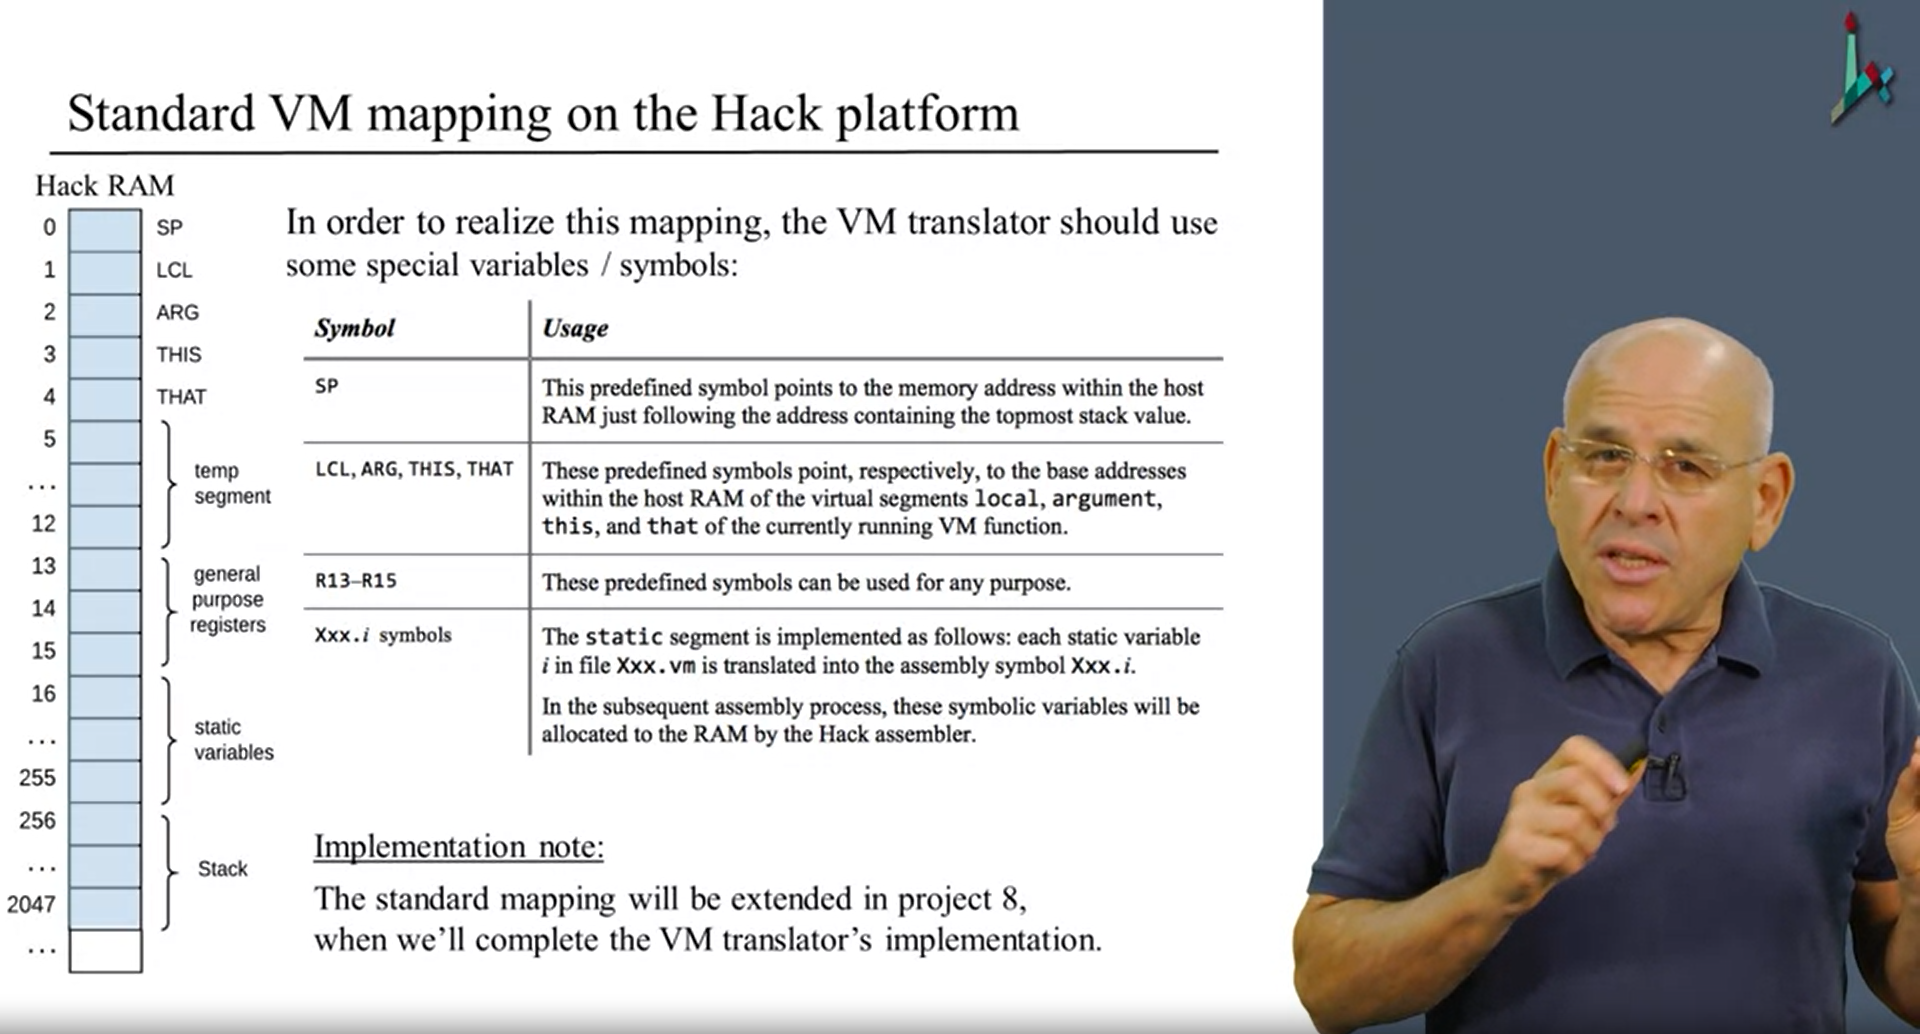 Standard VM mapping on the Hack platform
Hack RAM
0 SP
1 LCL
2 ARG
3 THIS
4 THAT
5
...
12
temp
segment
13
14
15
general
purpose
registers
16
...
255
static
variables
256
...
2047
Stack
...
In order to realize this mapping, the VM translator should use
some special variables / symbols:
Symbol Usage
SP This predefined symbol points to the memory address within the host
RAM just following the address containing the topmost stack value.
LCL, ARG, THIS, THAT These predefined symbols point, respectively, to the base addresses
within the host RAM of the virtual segments local, argument,
this, and that of the currently running VM function.
R13–R15 These predefined symbols can be used for any purpose.
Xxx.i symbols The static segment is implemented as follows: each static variable
i in file Xxx.vm is translated into the assembly symbol Xxx.i.
In the subsequent assembly process, these symbolic variables will be
allocated to the RAM by the Hack assembler.
Implementation note:
The standard mapping will be extended in project 8,
when we'll complete the VM translator's implementation.